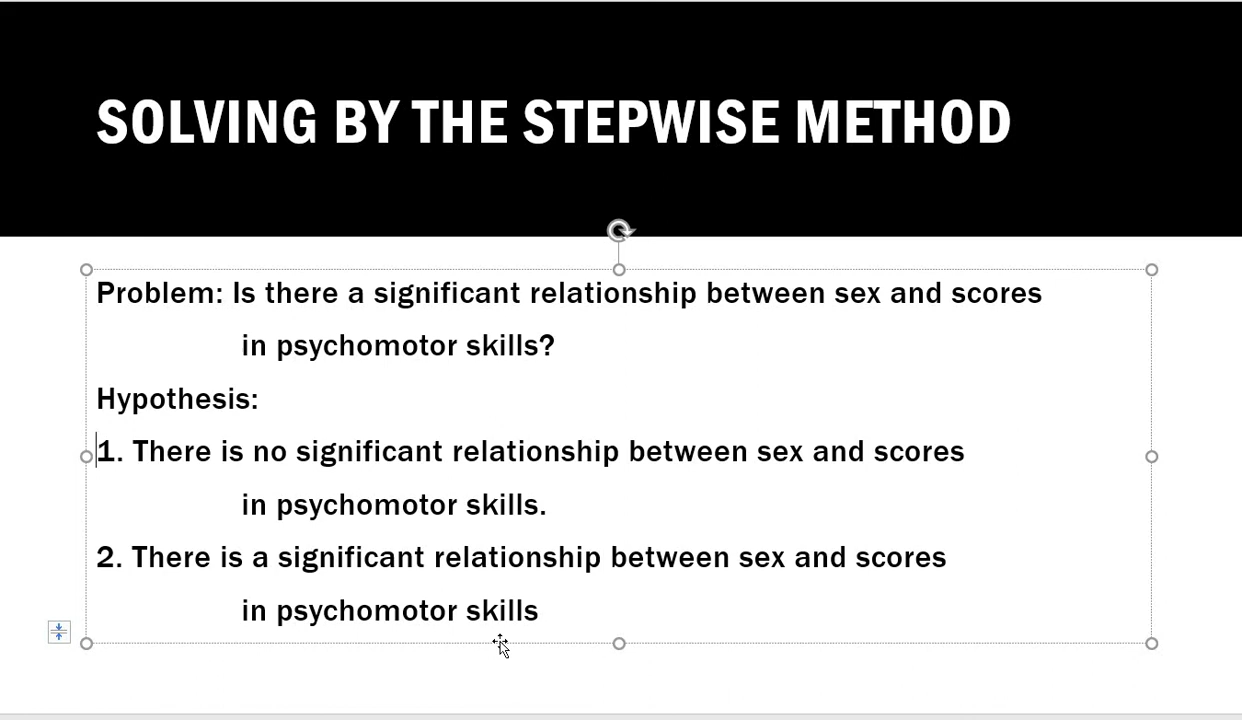 SOLVING BY THE STEPWISE METHOD
Problem: Is there a significant relationship between sex and scores
in psychomotor skills?
Hypothesis:
1. There is no significant relationship between sex and scores
in psychomotor skills.
2. There is a significant relationship between sex and scores
in psychomotor skills